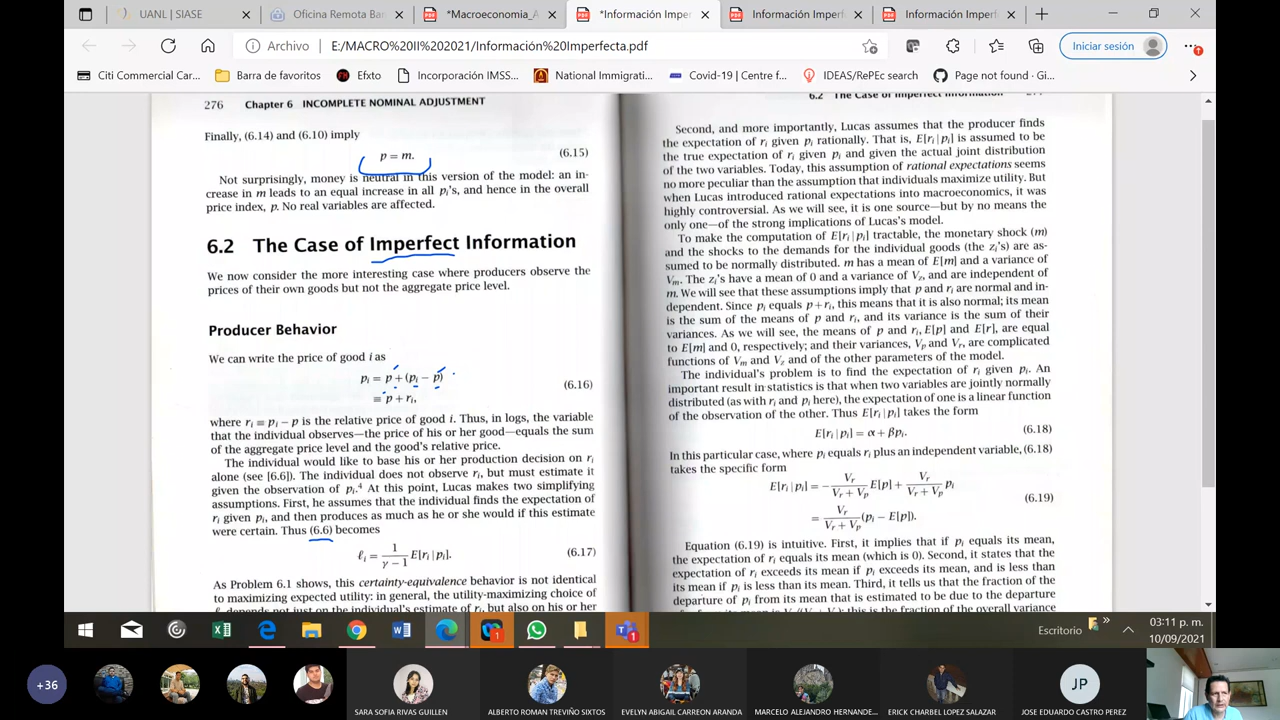 UANL | SIASE
Oficina Remota Ba
*Macroeconomia_A
*Información Impe
Información Imperf
Información Imperf
Archivo
E:/MACRO%20II%202021/Información%20Imperfecta.pdf
Iniciar sesión
Citi Commercial Car...
Barra de favoritos
Efxto
Incorporación IMSS...
National Immigrati...
Covid-19 | Centre f...
IDEAS/RePEc search
Page not found · Gi...
276 Chapter 6 INCOMPLETE NOMINAL ADJUSTMENT
Finally, (6.14) and (6.10) imply
p = m. (6.15)
Not surprisingly, money is neutral in this version of the model: an in-
crease in m leads to an equal increase in all pᵢ's, and hence in the overall
price index, p. No real variables are affected.
6.2 The Case of Imperfect Information
We now consider the more interesting case where producers observe the
prices of their own goods but not the aggregate price level.
Producer Behavior
We can write the price of good i as
pᵢ = p + (pᵢ − p)
≡ p + rᵢ, (6.16)
where rᵢ ≡ pᵢ − p is the relative price of good i. Thus, in logs, the variable
that the individual observes—the price of his or her good—equals the sum
of the aggregate price level and the good's relative price.
The individual would like to base his or her production decision on rᵢ
alone (see [6.6]). The individual does not observe rᵢ, but must estimate it
given the observation of pᵢ.⁴ At this point, Lucas makes two simplifying
assumptions. First, he assumes that the individual finds the expectation of
rᵢ given pᵢ, and then produces as much as he or she would if this estimate
were certain. Thus (6.6) becomes
ℓᵢ = 1/(γ − 1) E[rᵢ | pᵢ]. (6.17)
As Problem 6.1 shows, this certainty-equivalence behavior is not identical
to maximizing expected utility: in general, the utility-maximizing choice of
ℓᵢ depends not just on the individual's estimate of rᵢ, but also on his or her
6.2 The Case of Imperfect Information
Second, and more importantly, Lucas assumes that the producer finds
the expectation of rᵢ given pᵢ rationally. That is, E[rᵢ | pᵢ] is assumed to be
the true expectation of rᵢ given pᵢ and given the actual joint distribution
of the two variables. Today, this assumption of rational expectations seems
no more peculiar than the assumption that individuals maximize utility. But
when Lucas introduced rational expectations into macroeconomics, it was
highly controversial. As we will see, it is one source—but by no means the
only one—of the strong implications of Lucas's model.
To make the computation of E[rᵢ | pᵢ] tractable, the monetary shock (m)
and the shocks to the demands for the individual goods (the zᵢ's) are as-
sumed to be normally distributed. m has a mean of E[m] and a variance of
Vₘ. The zᵢ's have a mean of 0 and a variance of V_z, and are independent of
m. We will see that these assumptions imply that p and rᵢ are normal and in-
dependent. Since pᵢ equals p + rᵢ, this means that it is also normal; its mean
is the sum of the means of p and rᵢ, and its variance is the sum of their
variances. As we will see, the means of p and rᵢ, E[p] and E[r], are equal
to E[m] and 0, respectively; and their variances, Vₚ and Vᵣ, are complicated
functions of Vₘ and V_z and of the other parameters of the model.
The individual's problem is to find the expectation of rᵢ given pᵢ. An
important result in statistics is that when two variables are jointly normally
distributed (as with rᵢ and pᵢ here), the expectation of one is a linear function
of the observation of the other. Thus E[rᵢ | pᵢ] takes the form
E[rᵢ | pᵢ] = α + βpᵢ. (6.18)
In this particular case, where pᵢ equals rᵢ plus an independent variable, (6.18)
takes the specific form
E[rᵢ | pᵢ] = − Vᵣ/(Vᵣ + Vₚ) E[p] + Vᵣ/(Vᵣ + Vₚ) pᵢ
= Vᵣ/(Vᵣ + Vₚ) (pᵢ − E[p]). (6.19)
Equation (6.19) is intuitive. First, it implies that if pᵢ equals its mean,
the expectation of rᵢ equals its mean (which is 0). Second, it states that the
expectation of rᵢ exceeds its mean if pᵢ exceeds its mean, and is less than
its mean if pᵢ is less than its mean. Third, it tells us that the fraction of the
departure of pᵢ from its mean that is estimated to be due to the departure
this is the fraction of the overall variance
Escritorio
03:11 p. m.
10/09/2021
+36
SARA SOFIA RIVAS GUILLEN
ALBERTO ROMAN TREVIÑO SIXTOS
EVELYN ABIGAIL CARREON ARANDA
MARCELO ALEJANDRO HERNANDE...
ERICK CHARBEL LOPEZ SALAZAR
JP
JOSE EDUARDO CASTRO PEREZ